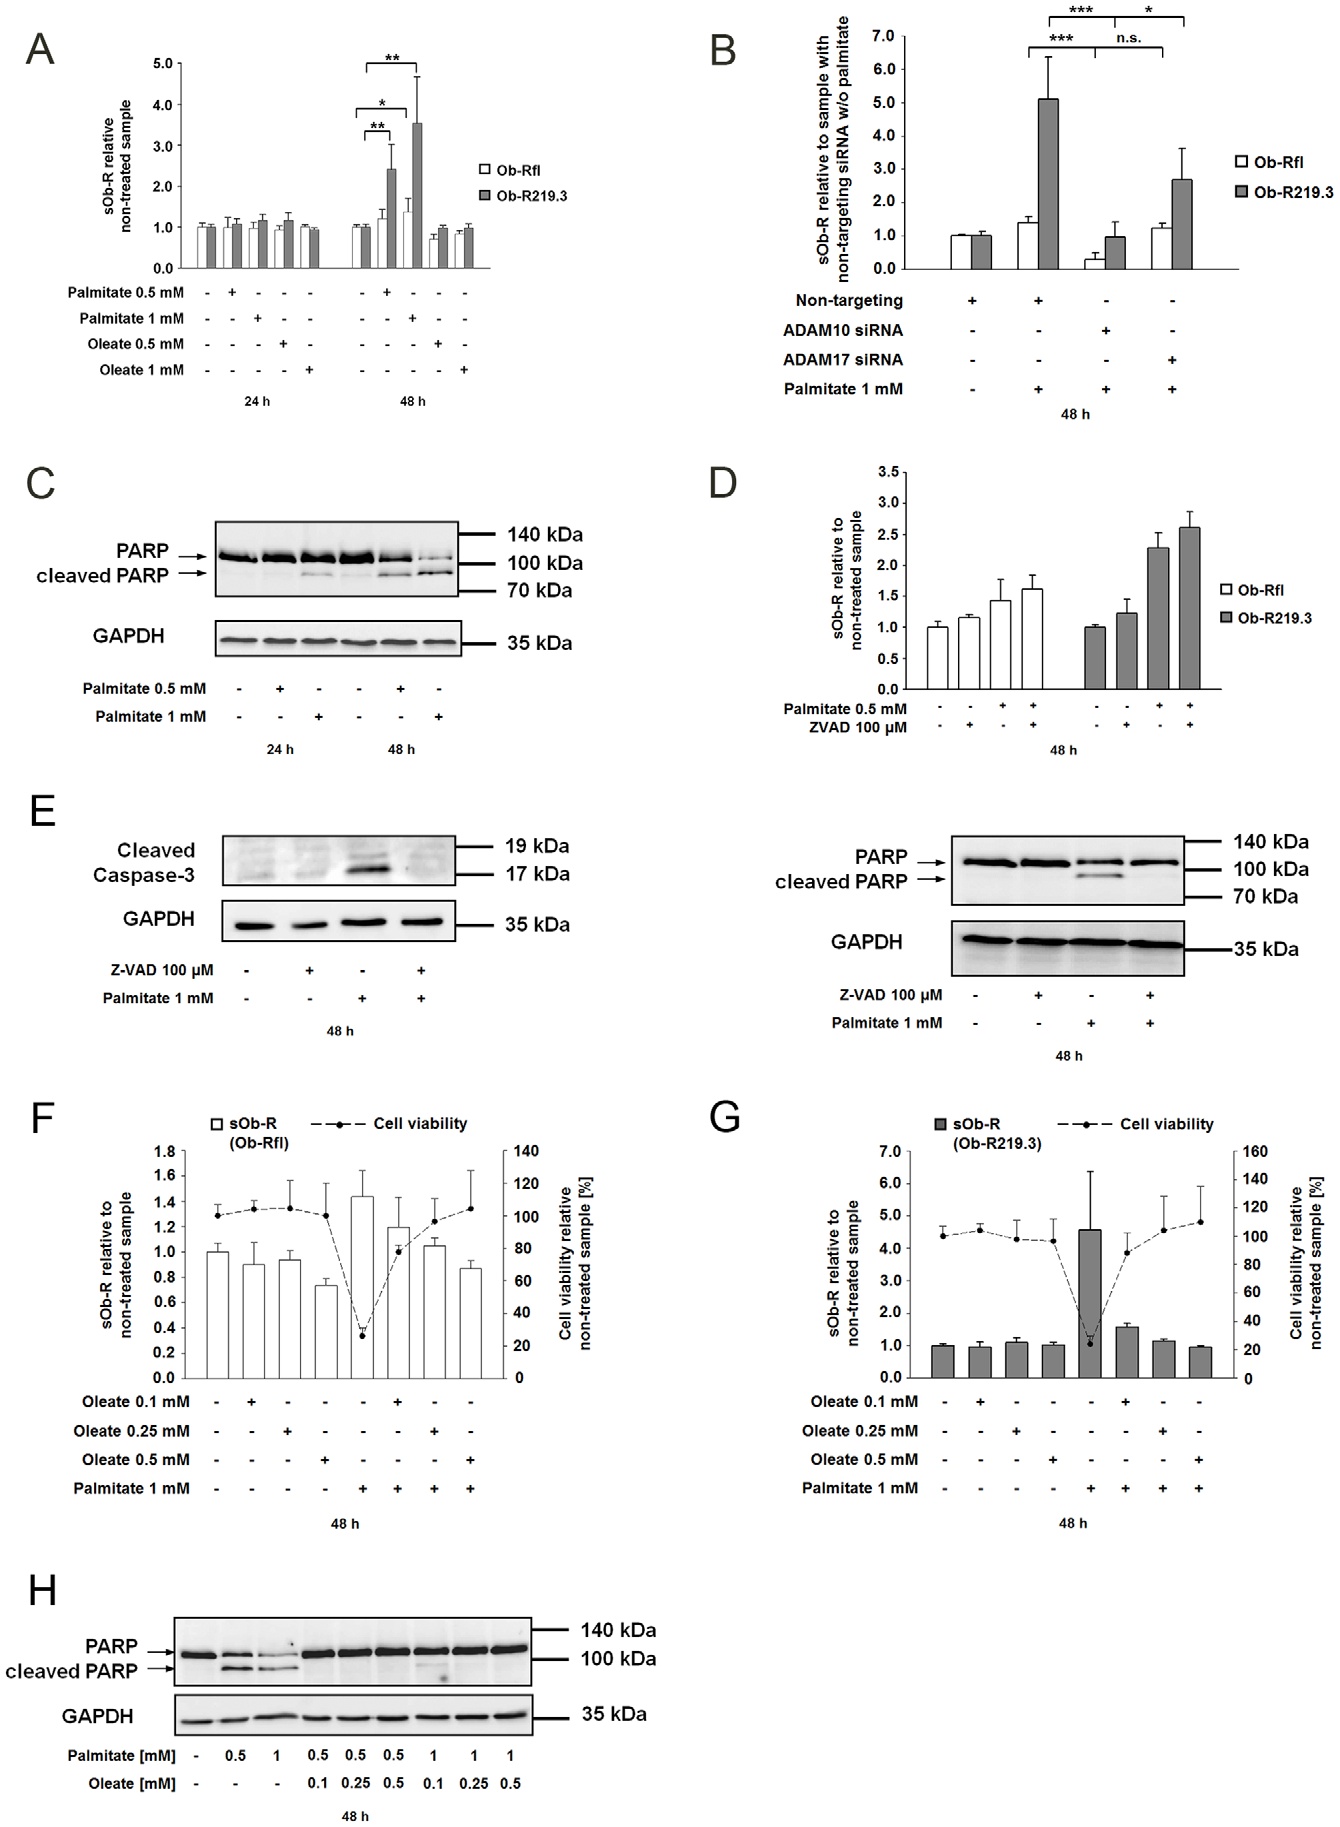 A
sOb-R relative
non-treated sample
5.0
4.0
3.0
2.0
1.0
0.0
** 
*
**
Ob-Rfl
Ob-R219.3
Palmitate 0.5 mM - + - - - - + - - -
Palmitate 1 mM - - + - - - - + - -
Oleate 0.5 mM - - - + - - - - + -
Oleate 1 mM - - - - + - - - - +
24 h 48 h
B
sOb-R relative to sample with
non-targeting siRNA w/o palmitate
7.0
6.0
5.0
4.0
3.0
2.0
1.0
0.0
*** *
*** n.s.
Ob-Rfl
Ob-R219.3
Non-targeting + + - -
ADAM10 siRNA - - + -
ADAM17 siRNA - - - +
Palmitate 1 mM - + + +
48 h
C
PARP
cleaved PARP
140 kDa
100 kDa
70 kDa
GAPDH
35 kDa
Palmitate 0.5 mM - + - - + -
Palmitate 1 mM - - + - - +
24 h 48 h
D
sOb-R relative to
non-treated sample
3.5
3.0
2.5
2.0
1.5
1.0
0.5
0.0
Ob-Rfl
Ob-R219.3
Palmitate 0.5 mM - - + + - - + +
ZVAD 100 µM - + - + - + - +
48 h
E
Cleaved
Caspase-3
19 kDa
17 kDa
GAPDH
35 kDa
Z-VAD 100 µM - + - +
Palmitate 1 mM - - + +
48 h
PARP
cleaved PARP
140 kDa
100 kDa
70 kDa
GAPDH
35 kDa
Z-VAD 100 µM - + - +
Palmitate 1 mM - - + +
48 h
F
sOb-R
(Ob-Rfl)
Cell viability
sOb-R relative to
non-treated sample
1.8
1.6
1.4
1.2
1.0
0.8
0.6
0.4
0.2
0.0
140
120
100
80
60
40
20
0
Cell viability relative
non-treated sample [%]
Oleate 0.1 mM - + - - - + - -
Oleate 0.25 mM - - + - - - + -
Oleate 0.5 mM - - - + - - - +
Palmitate 1 mM - - - - + + + +
48 h
G
sOb-R
(Ob-R219.3)
Cell viability
sOb-R relative to
non-treated sample
7.0
6.0
5.0
4.0
3.0
2.0
1.0
0.0
160
140
120
100
80
60
40
20
0
Cell viability relative
non-treated sample [%]
Oleate 0.1 mM - + - - - + - -
Oleate 0.25 mM - - + - - - + -
Oleate 0.5 mM - - - + - - - +
Palmitate 1 mM - - - - + + + +
48 h
H
PARP
cleaved PARP
140 kDa
100 kDa
GAPDH
35 kDa
Palmitate [mM] - 0.5 1 0.5 0.5 0.5 1 1 1
Oleate [mM] - - - 0.1 0.25 0.5 0.1 0.25 0.5
48 h